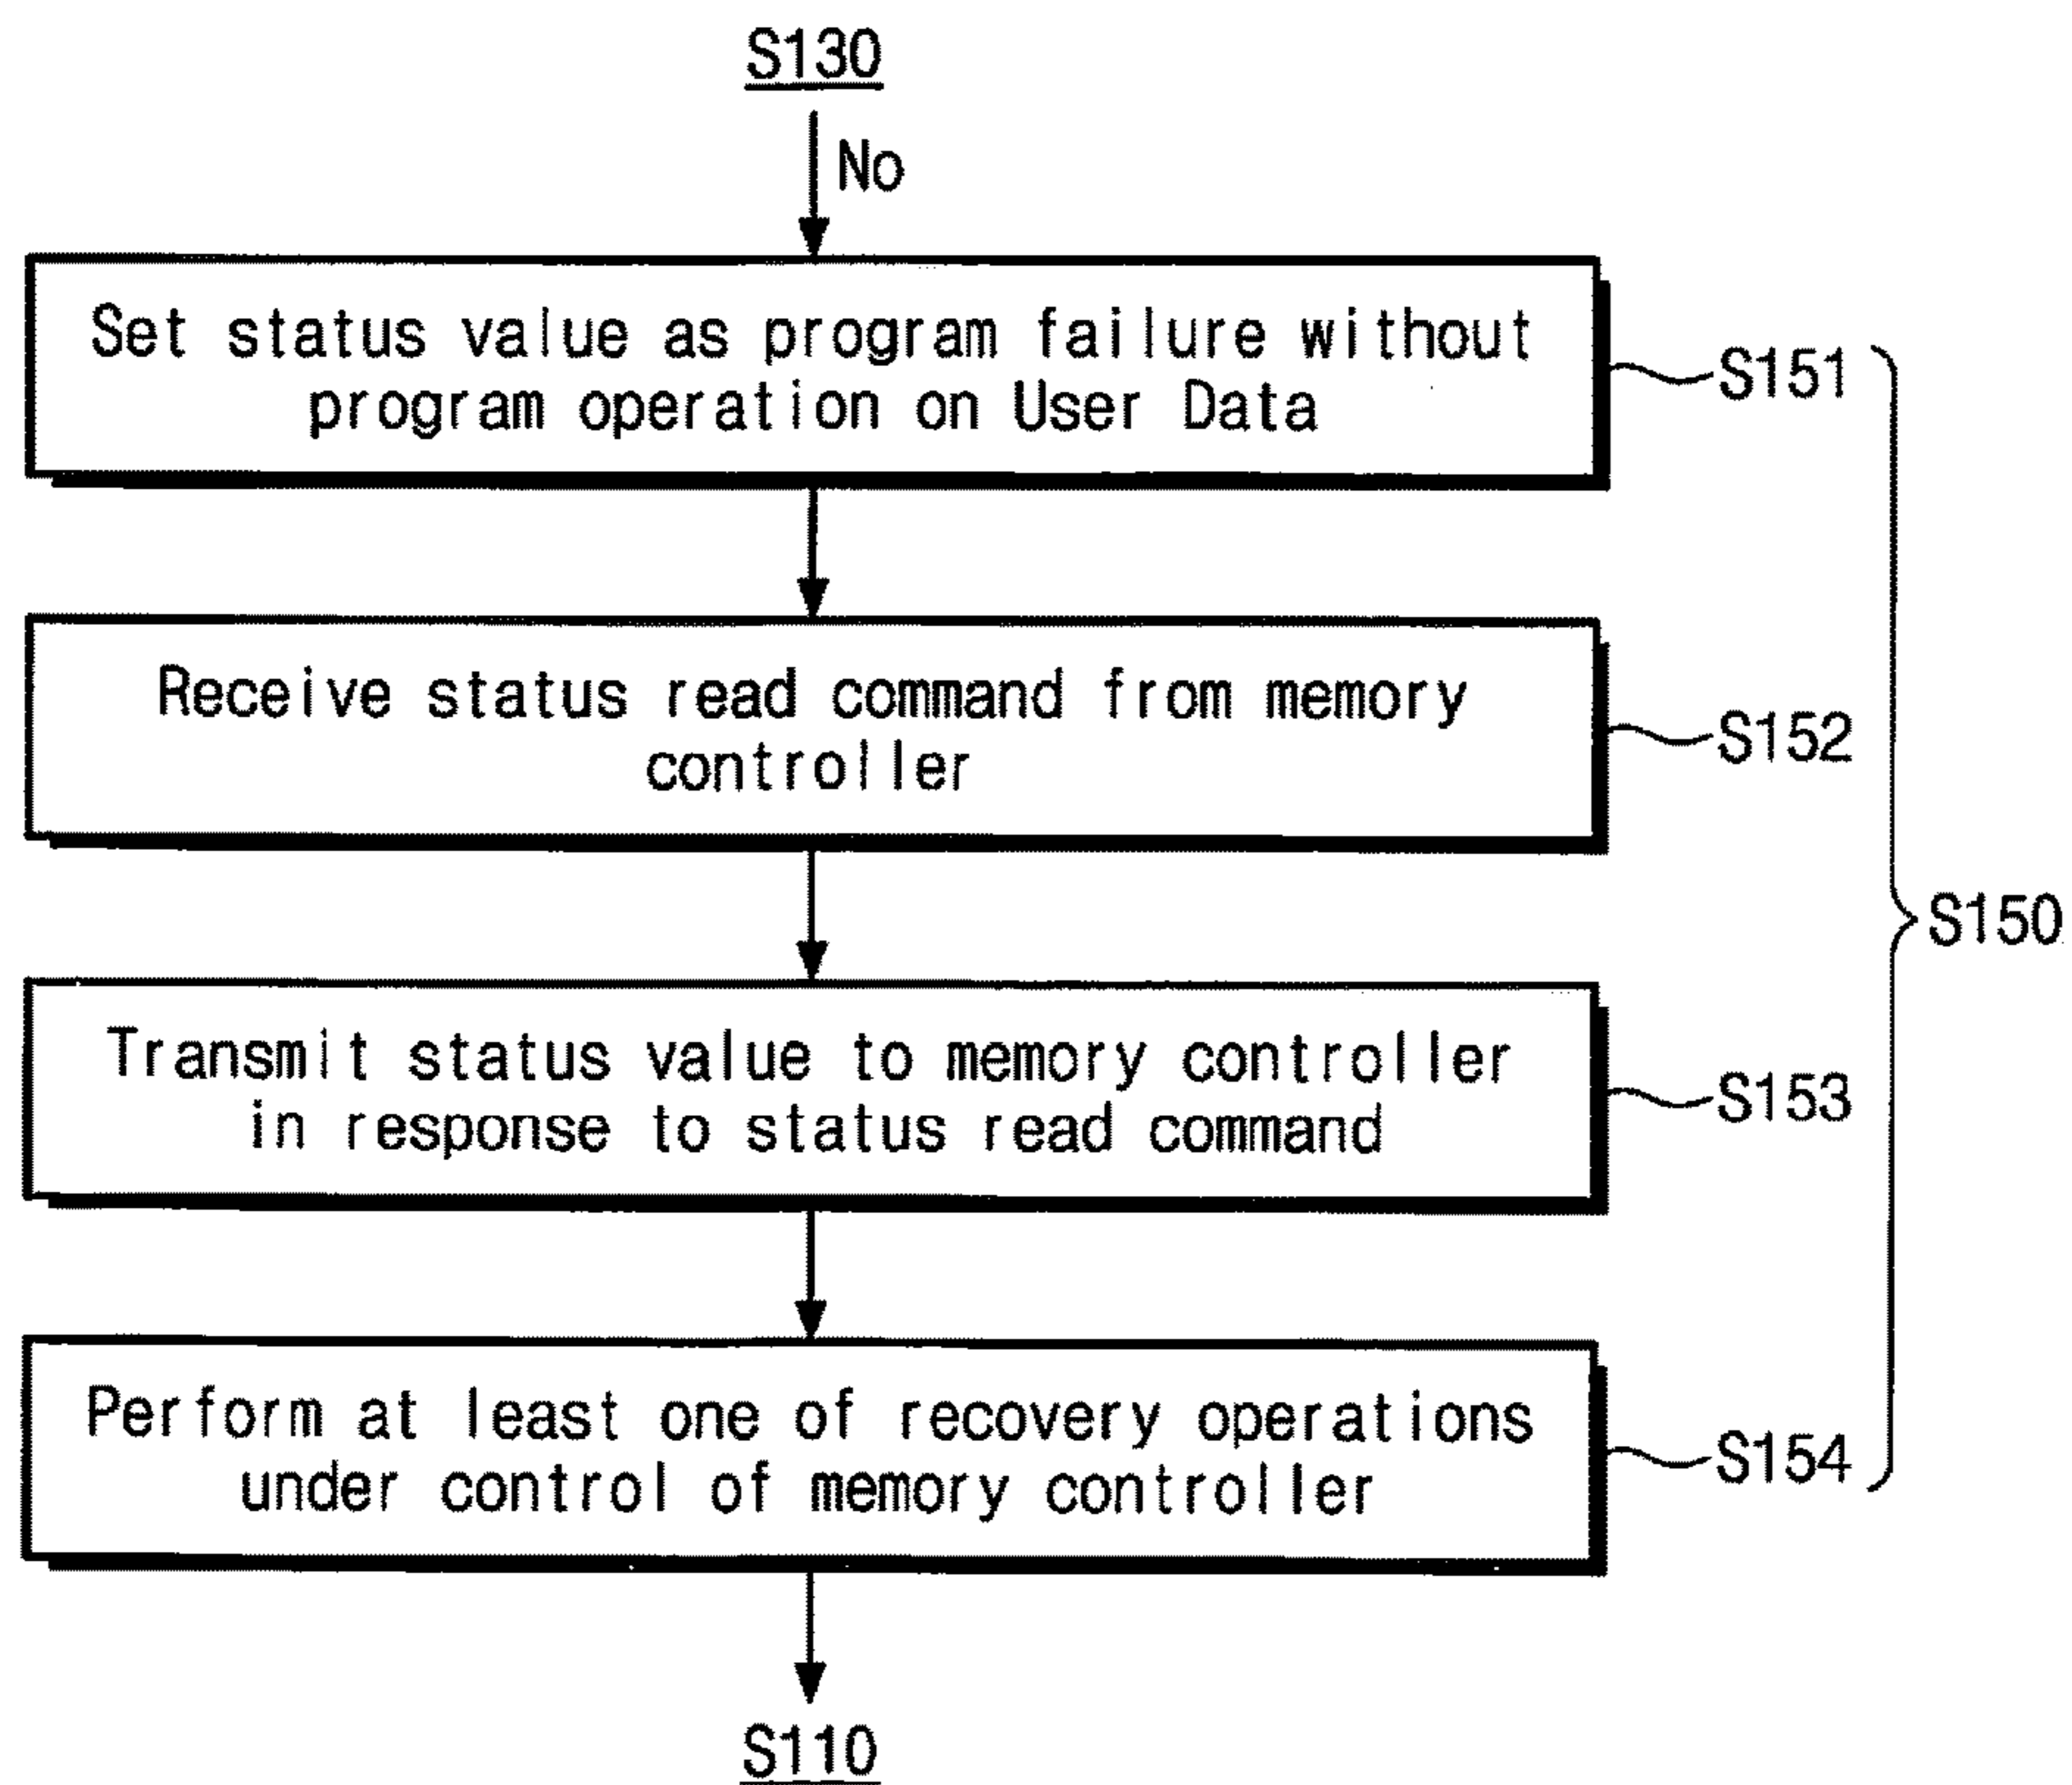 S130
No
Set status value as program failure without
program operation on User Data
S151
Receive status read command from memory
controller
S152
Transmit status value to memory controller
in response to status read command
S153
S150
Perform at least one of recovery operations
under control of memory controller
S154
S110